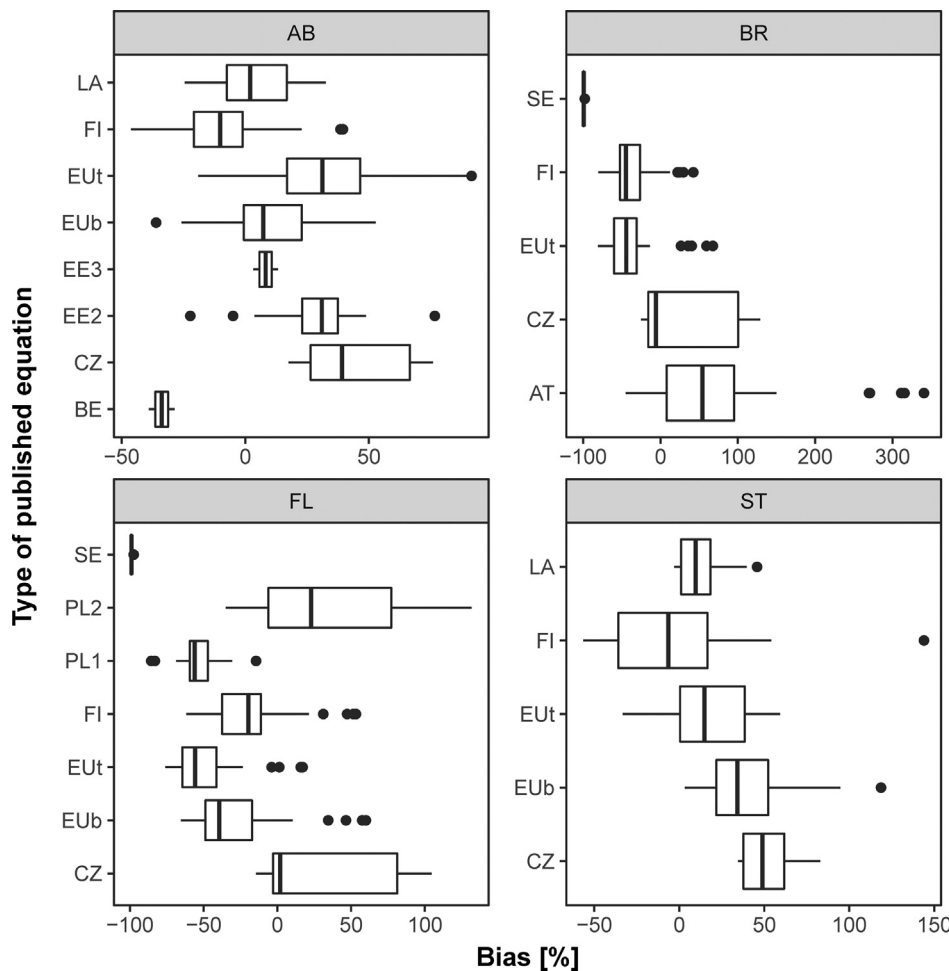 AB
LA
FI
EUt
EUb
EE3
EE2
CZ
BE
−50 0 50
BR
SE
FI
EUt
CZ
AT
−100 0 100 200 300
FL
SE
PL2
PL1
FI
EUt
EUb
CZ
−100 −50 0 50 100
ST
LA
FI
EUt
EUb
CZ
−50 0 50 100 150
Type of published equation
Bias [%]